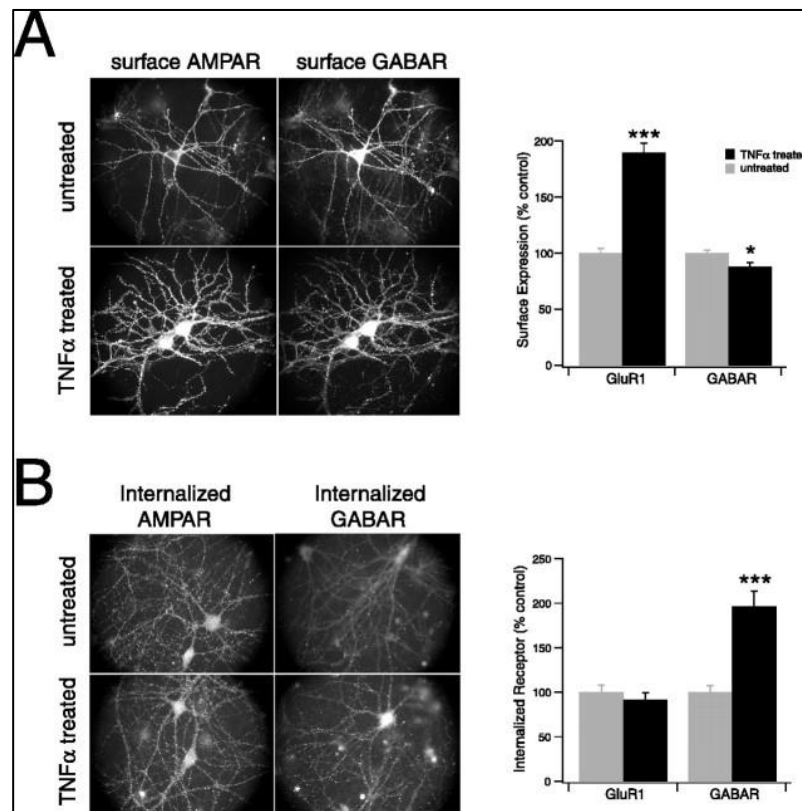 A
surface AMPAR
surface GABAR
untreated
TNFα treated
Surface Expression (% control)
200
150
100
50
0
***
*
TNFα treate
untreated
GluR1
GABAR
B
Internalized
AMPAR
Internalized
GABAR
untreated
TNFα treated
Internalized Receptor (% control)
250
200
150
100
50
0
***
GluR1
GABAR